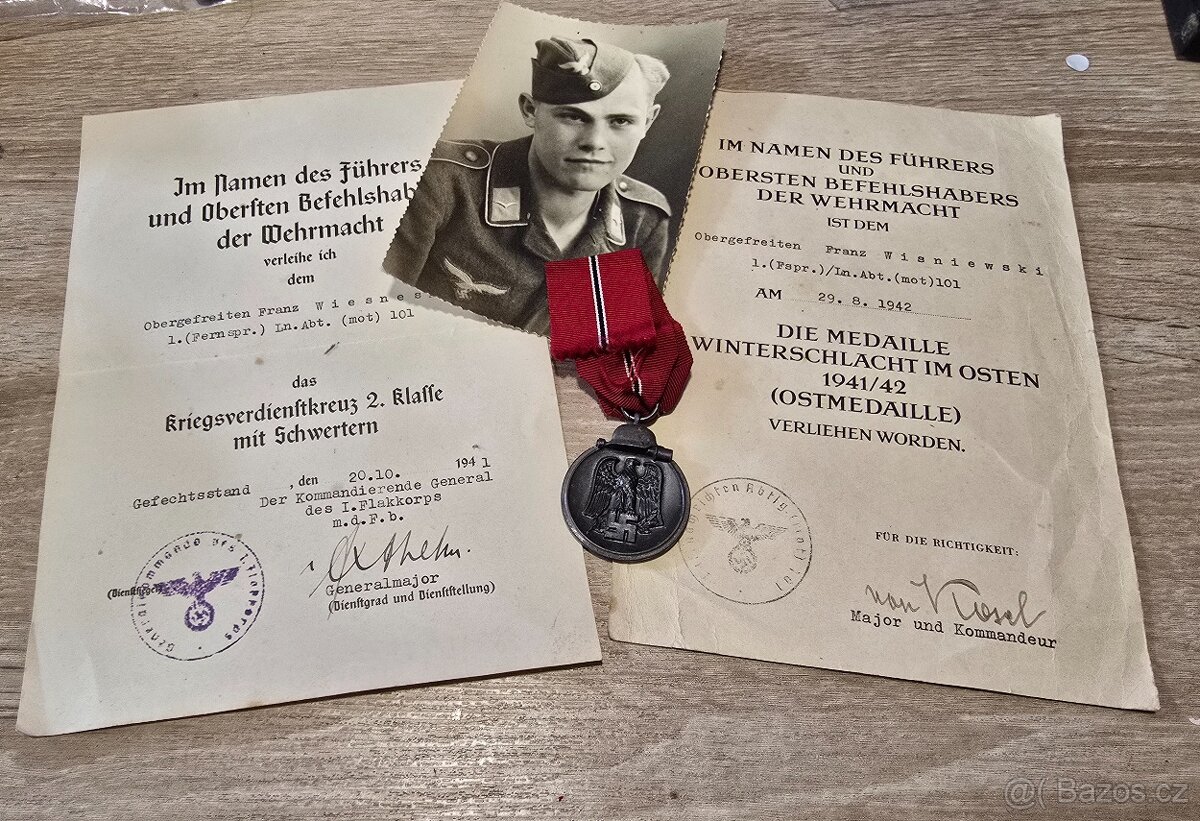 Im Namen des Führers
und Obersten Befehlshab
der Wehrmacht
verleihe ich
dem
Obergefreiten Franz W i e s n e s
1.(Fernspr.) Ln.Abt. (mot) 101
das
Kriegsverdienstkreuz 2. Klasse
mit Schwertern
Gefechtsstand , den 20.10. 1941
Der Kommandierende General
des I.Flakkorps
m.d.F.b.
Generalmajor
(Dienstgrad und Dienststellung)
IM NAMEN DES FÜHRERS
UND
OBERSTEN BEFEHLSHABERS
DER WEHRMACHT
IST DEM
Obergefreiten Franz W i s n i e w s k i
1.(Fspr.)/Ln.Abt.(mot)101
AM 29. 8. 1942
DIE MEDAILLE
WINTERSCHLACHT IM OSTEN
1941/42
(OSTMEDAILLE)
VERLIEHEN WORDEN.
FÜR DIE RICHTIGKEIT:
Major und Kommandeur
@( Bazos.cz